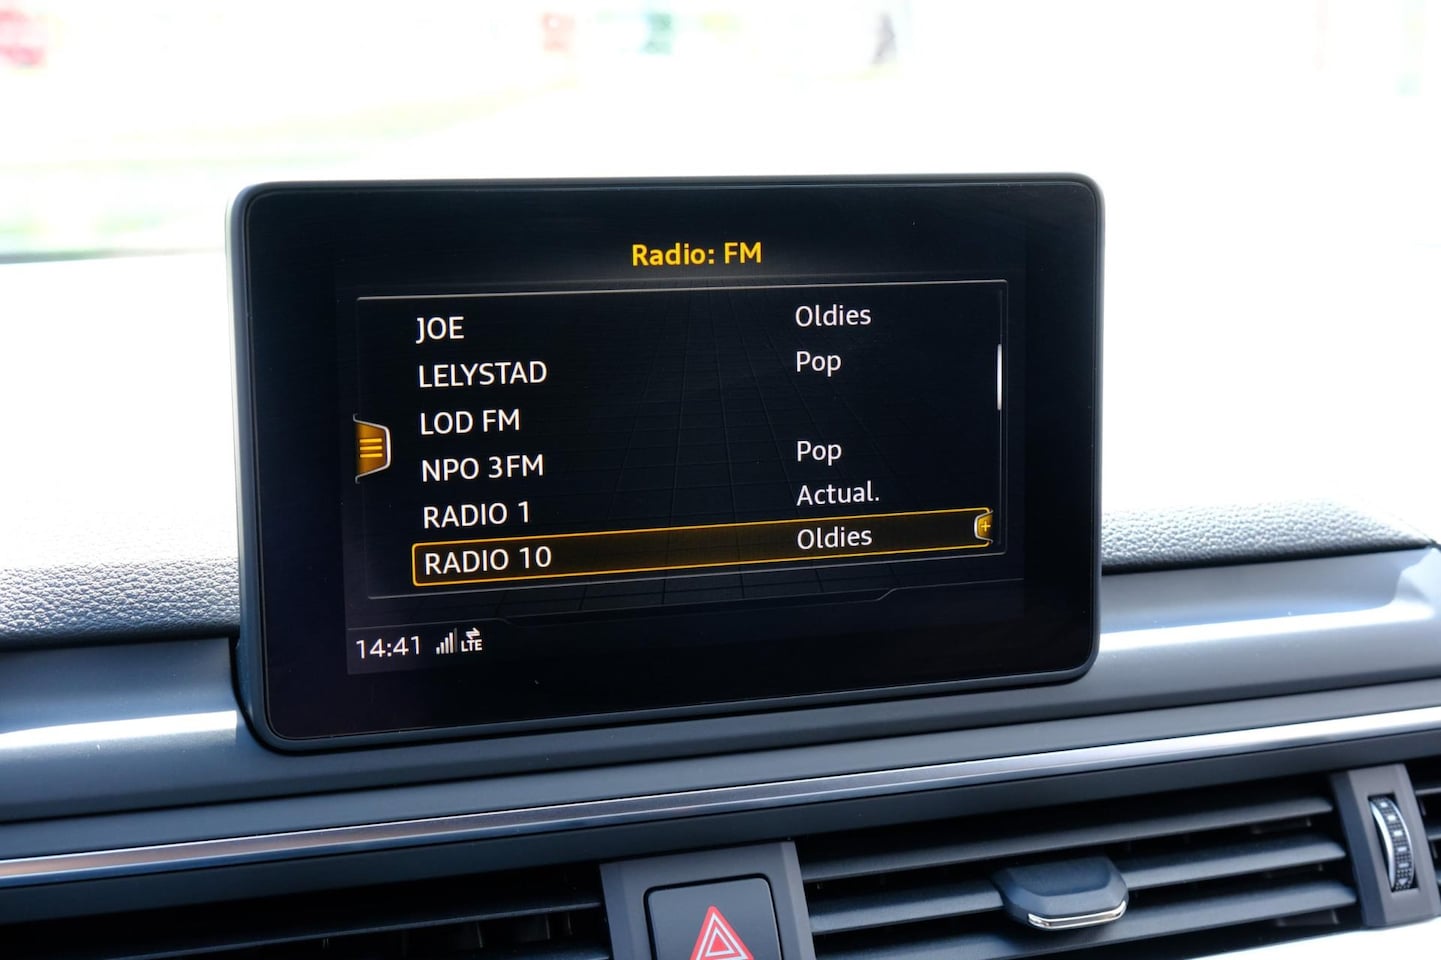 Radio: FM
JOE Oldies
LELYSTAD Pop
LOD FM
NPO 3FM Pop
RADIO 1 Actual.
RADIO 10 Oldies
14:41 LTE